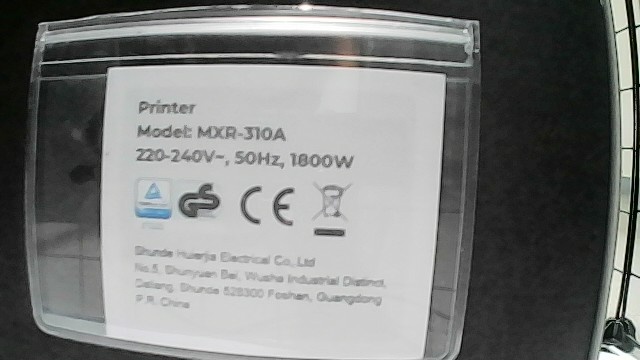 Printer
Model: MXR-310A
220-240V~, 50Hz, 1800W
CE
Shunde Huierjia Electrical Co., Ltd
No.5, Shunyuan Bei, Wusha Industrial District,
Daliang, Shunde 528300 Foshan, Guangdong
P.R. China